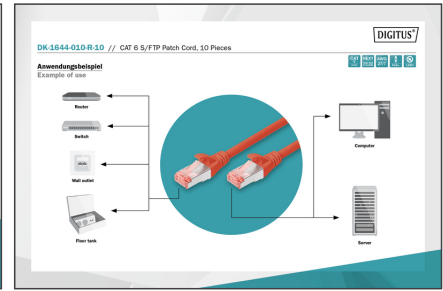 DIGITUS®
DK-1644-010-R-10 // CAT 6 S/FTP Patch Cord, 10 Pieces
Anwendungsbeispiel
Example of use
Router
Switch
Wall outlet
Floor tank
Computer
Server